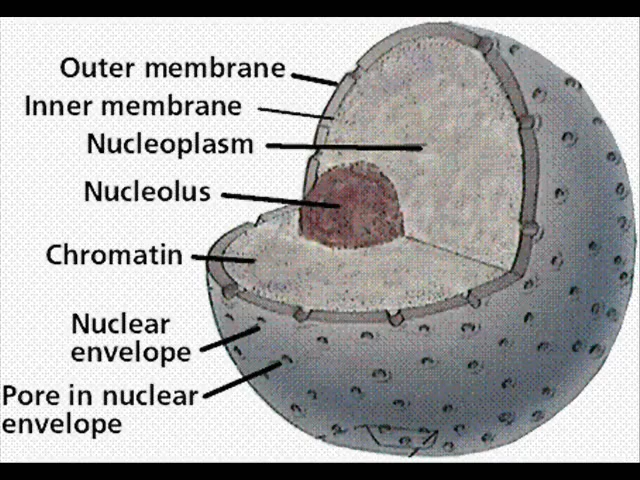 Outer membrane
Inner membrane
Nucleoplasm
Nucleolus
Chromatin
Nuclear
envelope
Pore in nuclear
envelope